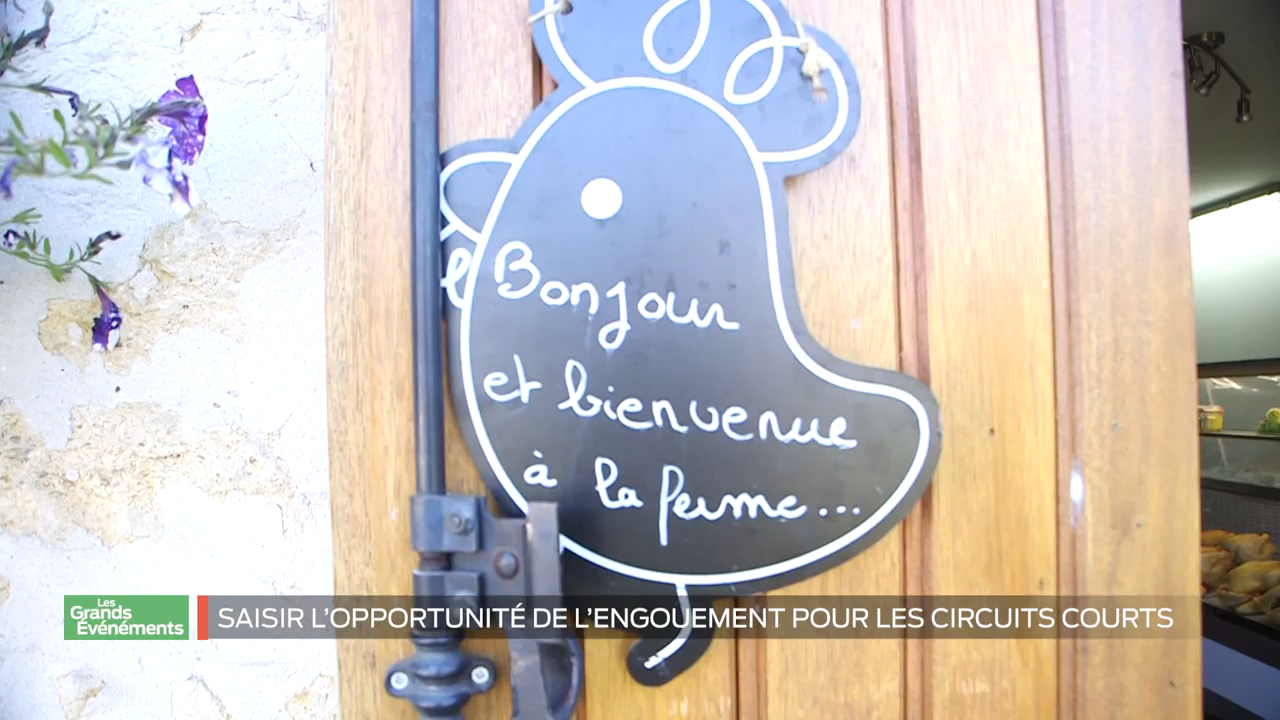 Bonjour
et bienvenue
à la ferme...
Les
Grands
Événements
SAISIR L'OPPORTUNITÉ DE L'ENGOUEMENT POUR LES CIRCUITS COURTS